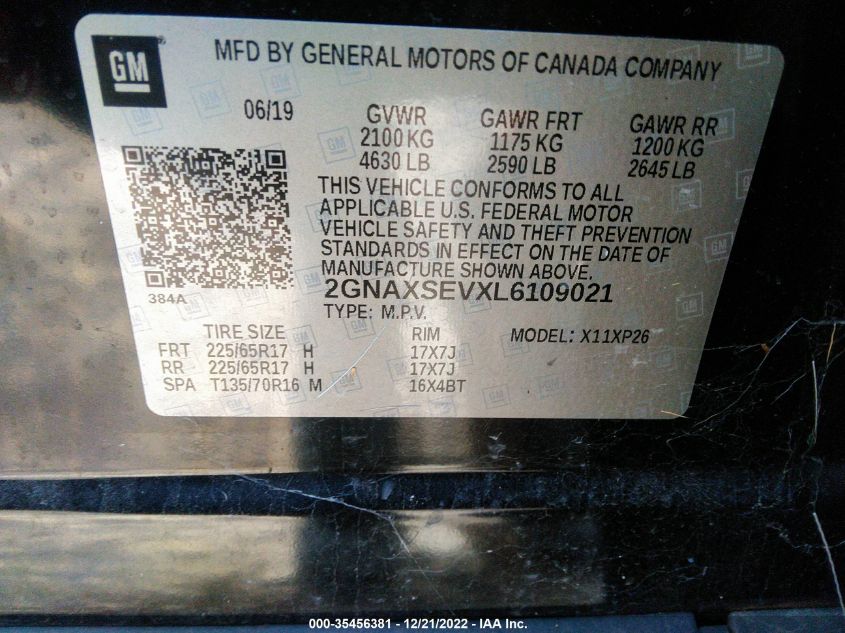 GM
MFD BY GENERAL MOTORS OF CANADA COMPANY
06/19 GVWR GAWR FRT GAWR RR
2100 KG 1175 KG 1200 KG
4630 LB 2590 LB 2645 LB
THIS VEHICLE CONFORMS TO ALL
APPLICABLE U.S. FEDERAL MOTOR
VEHICLE SAFETY AND THEFT PREVENTION
STANDARDS IN EFFECT ON THE DATE OF
MANUFACTURE SHOWN ABOVE.
384A 2GNAXSEVXL6109021
TYPE: M.P.V.
TIRE SIZE RIM MODEL: X11XP26
FRT 225/65R17 H 17X7J
RR 225/65R17 H 17X7J
SPA T135/70R16 M 16X4BT
000-35456381 - 12/21/2022 - IAA Inc.